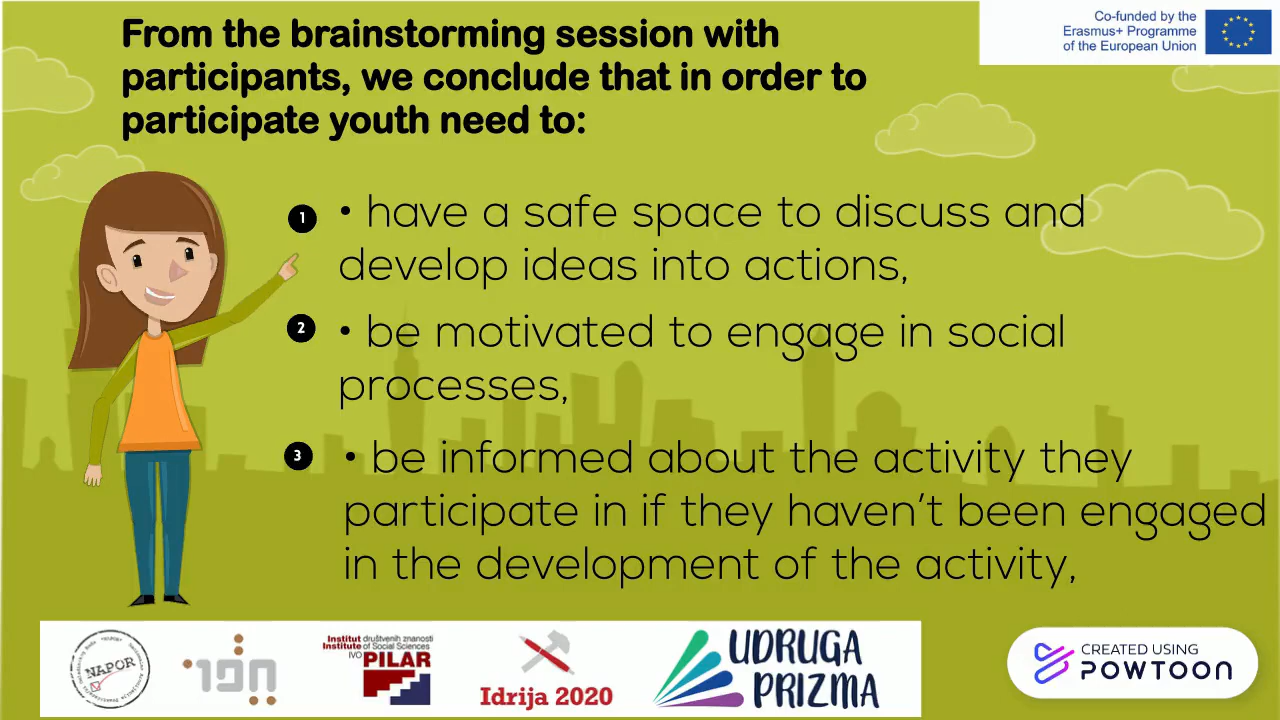 From the brainstorming session with
participants, we conclude that in order to
participate youth need to:
Co-funded by the
Erasmus+ Programme
of the European Union
1
• have a safe space to discuss and
develop ideas into actions,
2
• be motivated to engage in social
processes,
3
• be informed about the activity they
participate in if they haven't been engaged
in the development of the activity,
NAPOR
חפר
Institut društvenih znanosti
Institute of Social Sciences
IVO
PILAR
Idrija 2020
UDRUGA
PRIZMA
CREATED USING
POWTOON